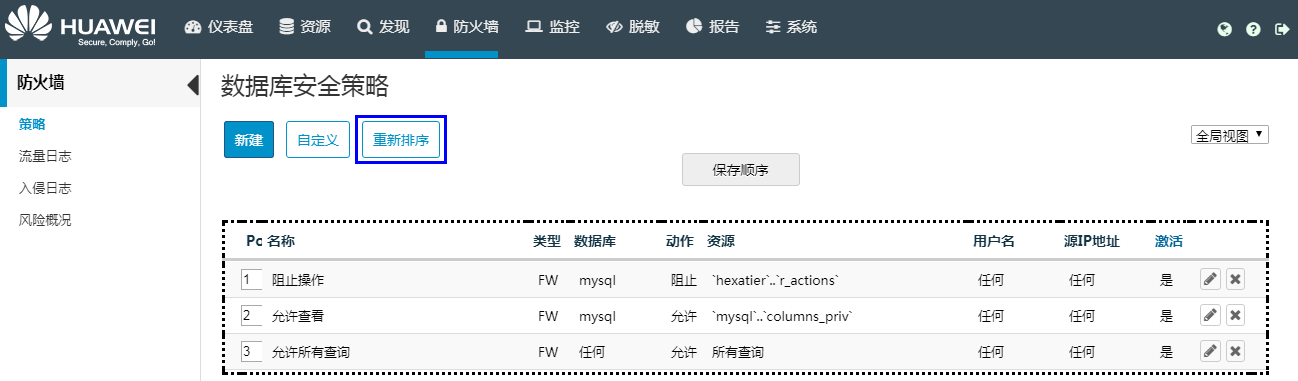 HUAWEI
Secure, Comply, Go!
仪表盘 资源 发现 防火墙 监控 脱敏 报告 系统
防火墙
策略
流量日志
入侵日志
风险概况
数据库安全策略
新建 自定义 重新排序
全局视图
保存顺序
Pc 名称 类型 数据库 动作 资源 用户名 源IP地址 激活
1 阻止操作 FW mysql 阻止 `hexatier`..`r_actions` 任何 任何 是
2 允许查看 FW mysql 允许 `mysql`..`columns_priv` 任何 任何 是
3 允许所有查询 FW 任何 允许 所有查询 任何 任何 是